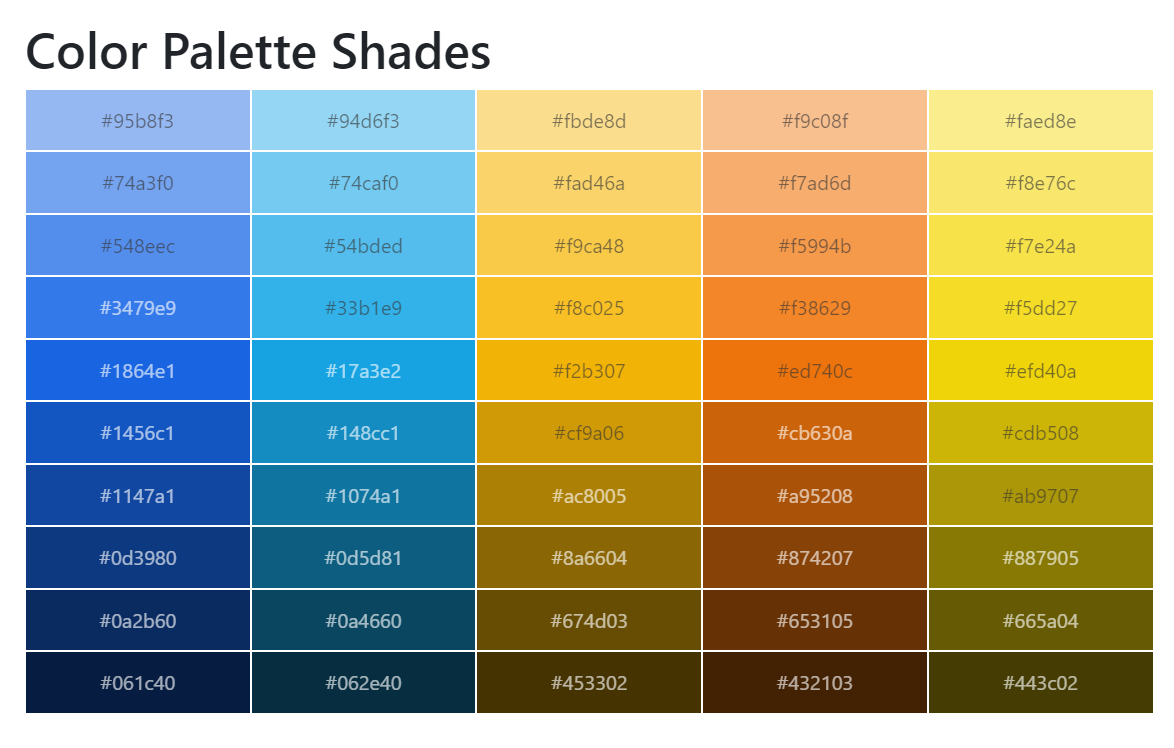 Color Palette Shades
#95b8f3 #94d6f3 #fbde8d #f9c08f #faed8e
#74a3f0 #74caf0 #fad46a #f7ad6d #f8e76c
#548eec #54bded #f9ca48 #f5994b #f7e24a
#3479e9 #33b1e9 #f8c025 #f38629 #f5dd27
#1864e1 #17a3e2 #f2b307 #ed740c #efd40a
#1456c1 #148cc1 #cf9a06 #cb630a #cdb508
#1147a1 #1074a1 #ac8005 #a95208 #ab9707
#0d3980 #0d5d81 #8a6604 #874207 #887905
#0a2b60 #0a4660 #674d03 #653105 #665a04
#061c40 #062e40 #453302 #432103 #443c02